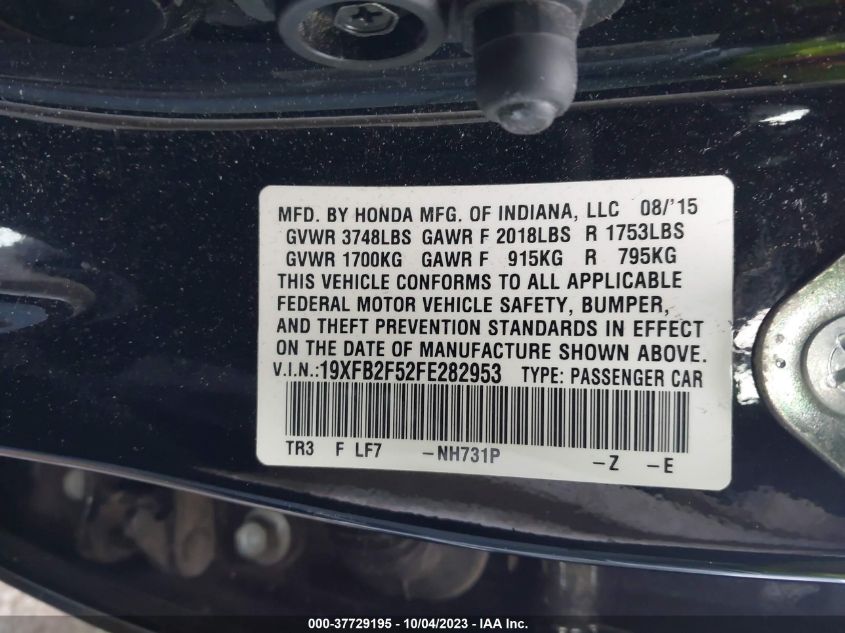 MFD. BY HONDA MFG. OF INDIANA, LLC 08/'15
GVWR 3748LBS GAWR F 2018LBS R 1753LBS
GVWR 1700KG GAWR F 915KG R 795KG
THIS VEHICLE CONFORMS TO ALL APPLICABLE
FEDERAL MOTOR VEHICLE SAFETY, BUMPER,
AND THEFT PREVENTION STANDARDS IN EFFECT
ON THE DATE OF MANUFACTURE SHOWN ABOVE.
V.I.N.:19XFB2F52FE282953 TYPE: PASSENGER CAR
TR3 F LF7 -NH731P -Z -E
000-37729195 - 10/04/2023 - IAA Inc.